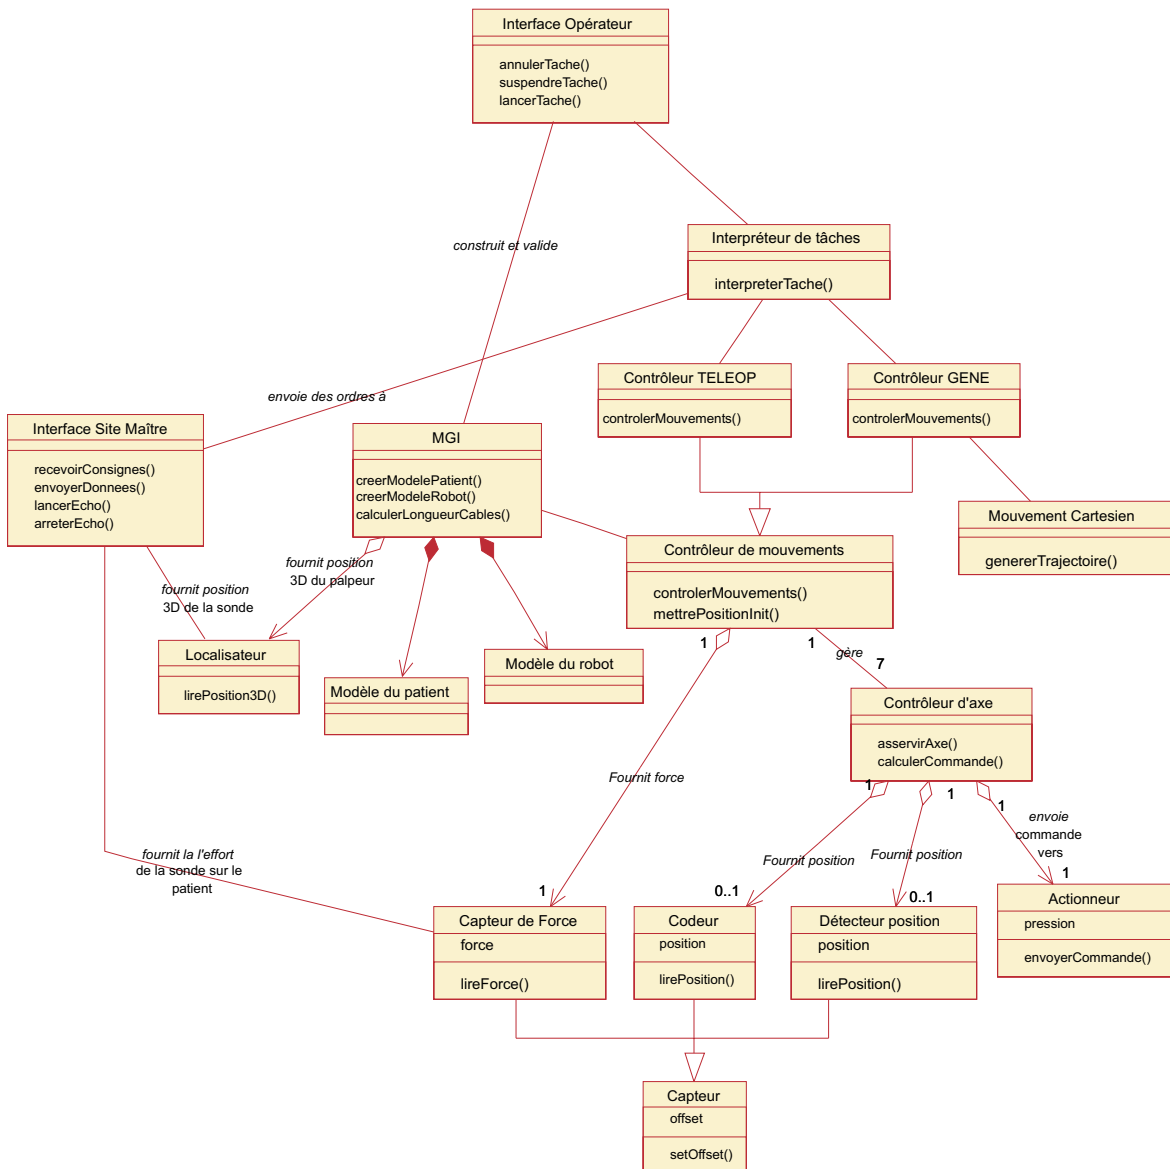 Interface Opérateur
annulerTache()
suspendreTache()
lancerTache()
construit et valide
Interpréteur de tâches
interpreterTache()
envoie des ordres à
Contrôleur TELEOP
controlerMouvements()
Contrôleur GENE
controlerMouvements()
Interface Site Maître
recevoirConsignes()
envoyerDonnees()
lancerEcho()
arreterEcho()
MGI
creerModelePatient()
creerModeleRobot()
calculerLongueurCables()
Mouvement Cartesien
genererTrajectoire()
Contrôleur de mouvements
controlerMouvements()
mettrePositionInit()
fournit position
3D du palpeur
fournit position
3D de la sonde
Localisateur
lirePosition3D()
Modèle du patient
Modèle du robot
1
1
gère
7
Contrôleur d'axe
asservirAxe()
calculerCommande()
1
1
1
Fournit force
envoie
commande
vers
fournit la l'effort
de la sonde sur le
patient
Fournit position
Fournit position
1
0..1
0..1
1
Capteur de Force
force
lireForce()
Codeur
position
lirePosition()
Détecteur position
position
lirePosition()
Actionneur
pression
envoyerCommande()
Capteur
offset
setOffset()